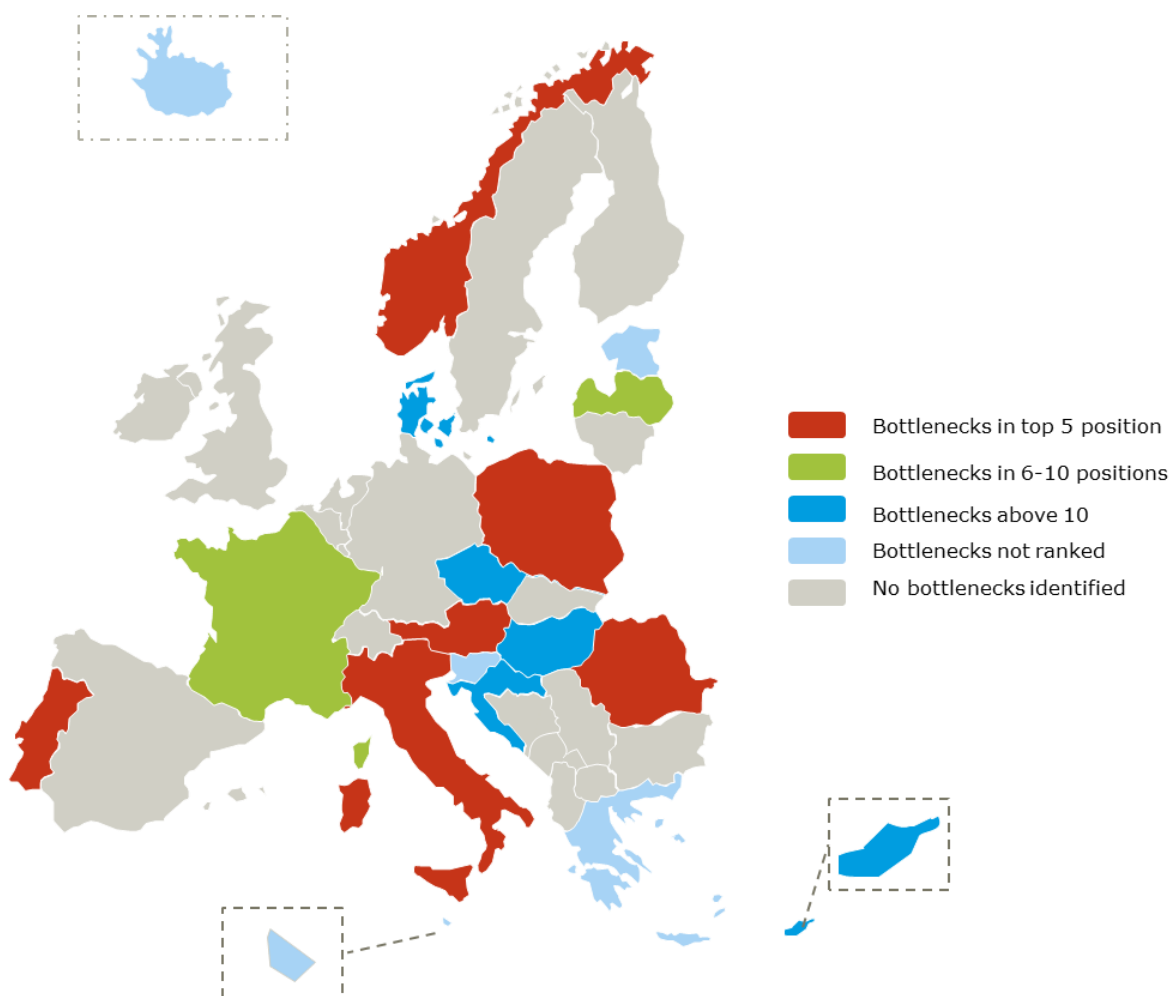 Bottlenecks in top 5 position
Bottlenecks in 6-10 positions
Bottlenecks above 10
Bottlenecks not ranked
No bottlenecks identified